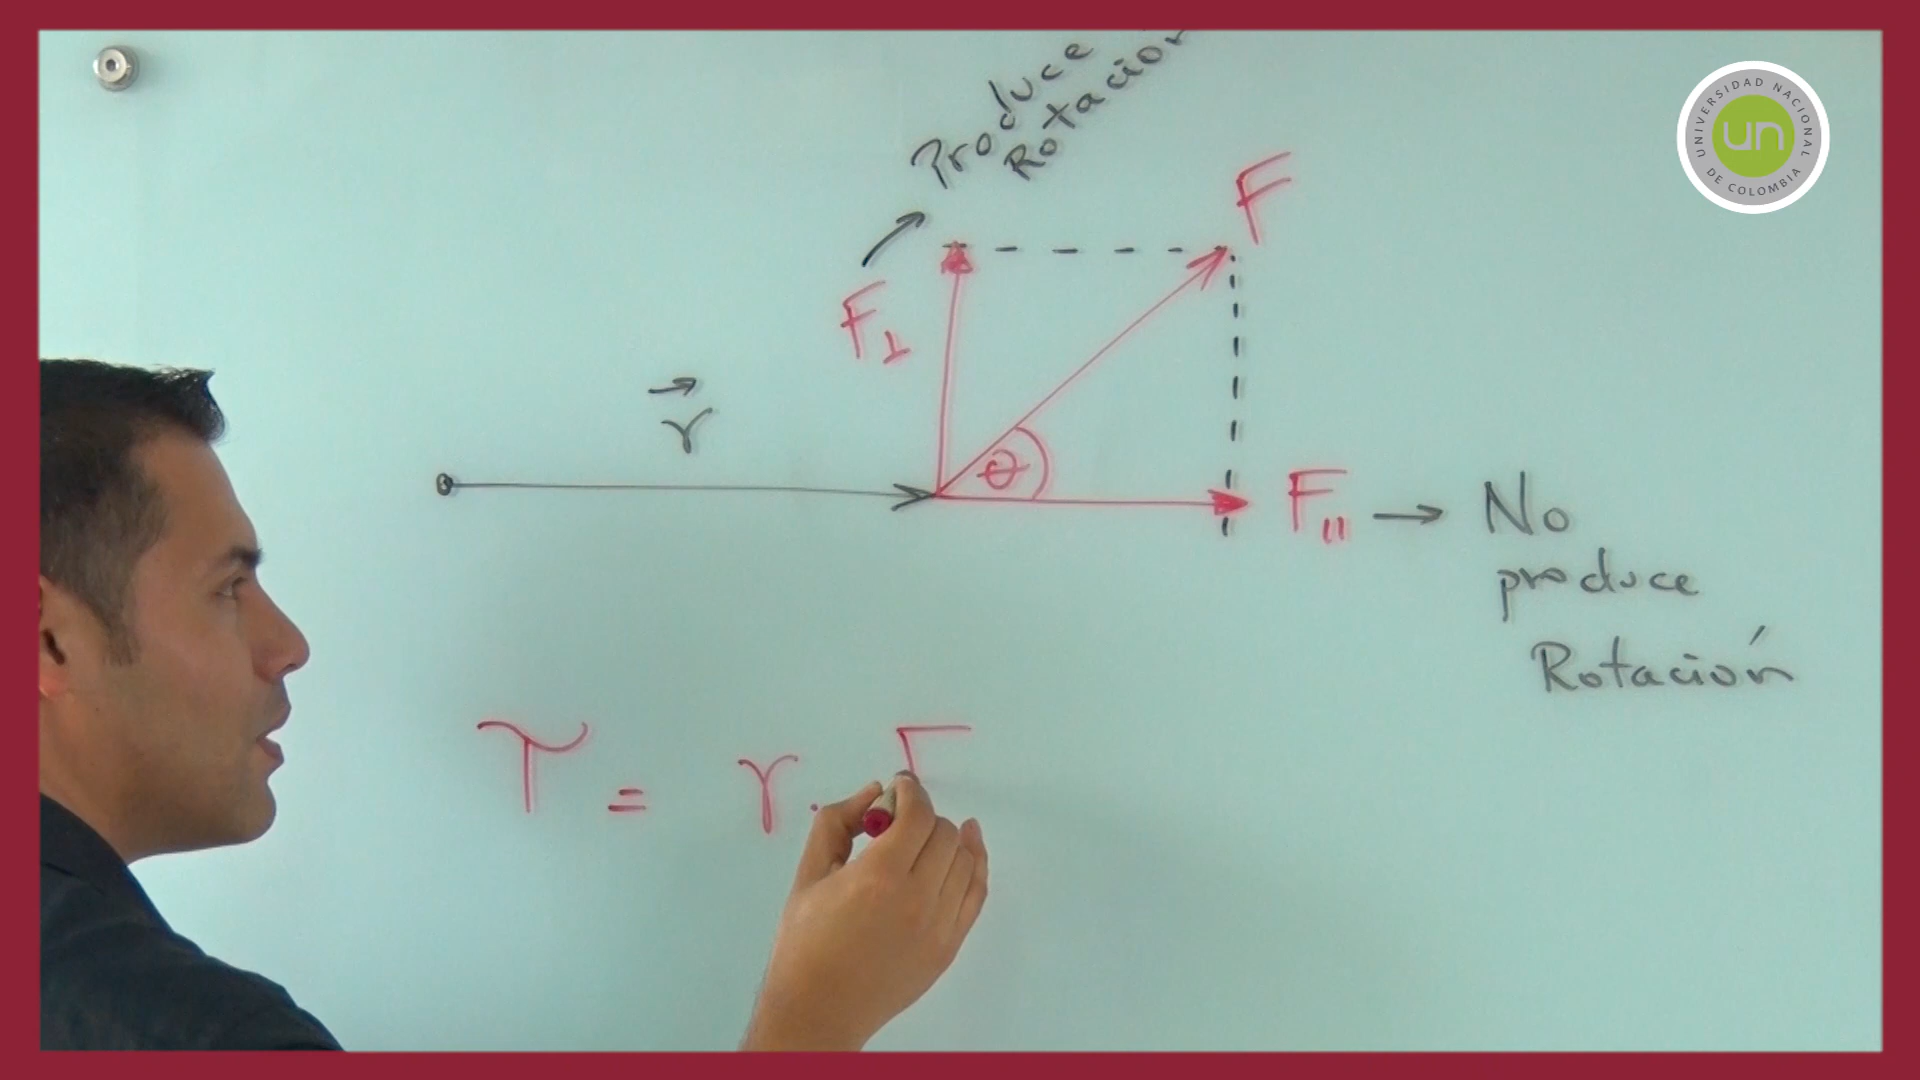 Produce
Rotación
F
F⊥
r⃗
θ
F∥ → No
produce
Rotación
τ = r · F
UNIVERSIDAD NACIONAL
DE COLOMBIA
un